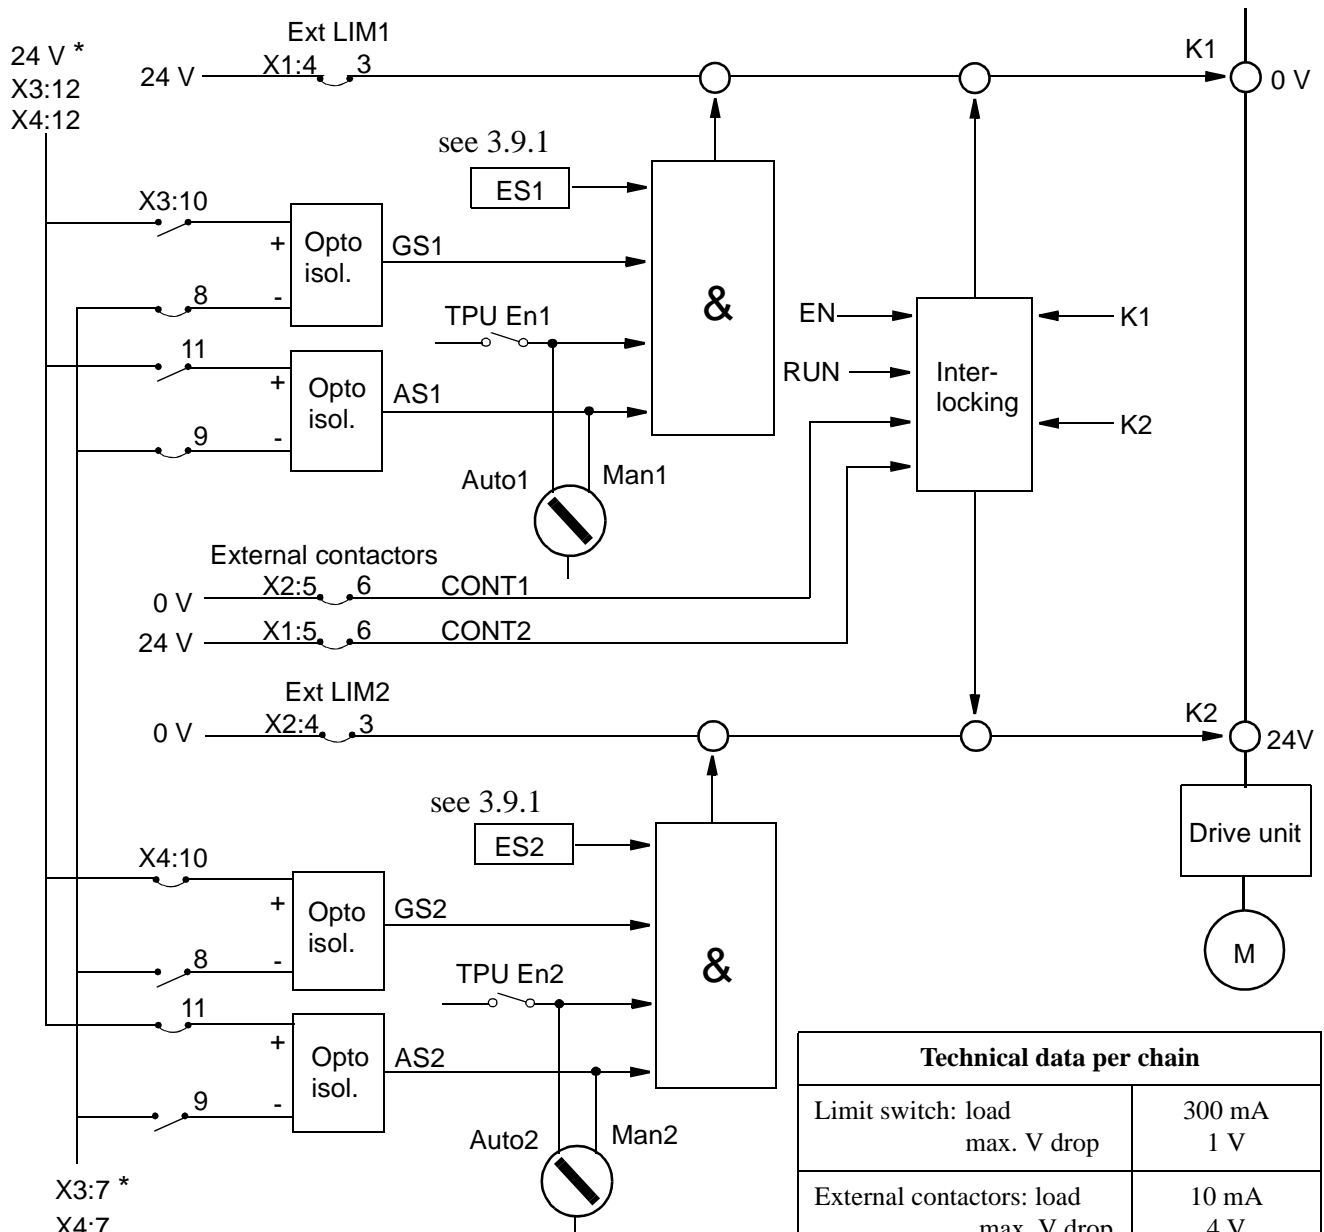 Ext LIM1
24 V *
X3:12
X4:12
24 V
X1:4
3
K1
0 V
see 3.9.1
ES1
X3:10
+
Opto
isol.
GS1
8
-
&
TPU En1
EN
K1
11
RUN
Inter-
locking
+
Opto
isol.
AS1
9
-
K2
Auto1
Man1
External contactors
0 V
X2:5
6
CONT1
24 V
X1:5
6
CONT2
Ext LIM2
0 V
X2:4
3
K2
24V
see 3.9.1
ES2
Drive unit
X4:10
+
Opto
isol.
GS2
8
-
&
M
TPU En2
11
+
Opto
isol.
AS2
9
-
Auto2
Man2
X3:7 *
X4:7
Technical data per chain
Limit switch: load 300 mA
max. V drop 1 V
External contactors: load 10 mA
max. V drop 4 V